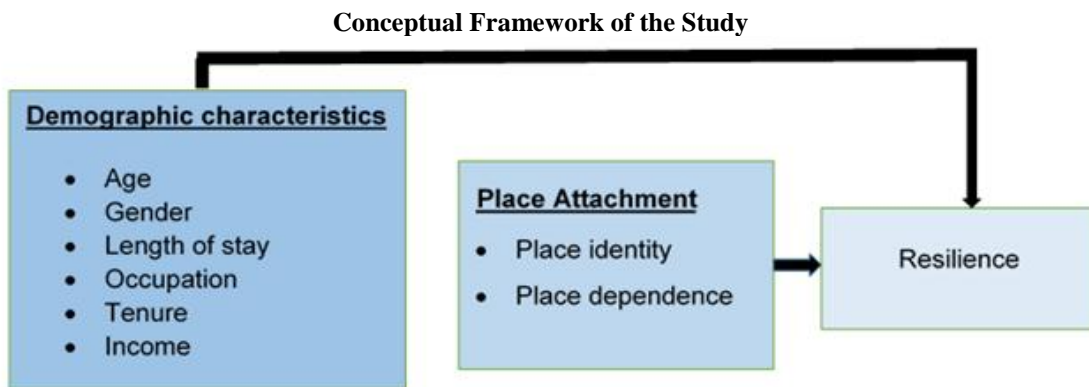 Conceptual Framework of the Study
Demographic characteristics
• Age
• Gender
• Length of stay
• Occupation
• Tenure
• Income
Place Attachment
• Place identity
• Place dependence
Resilience